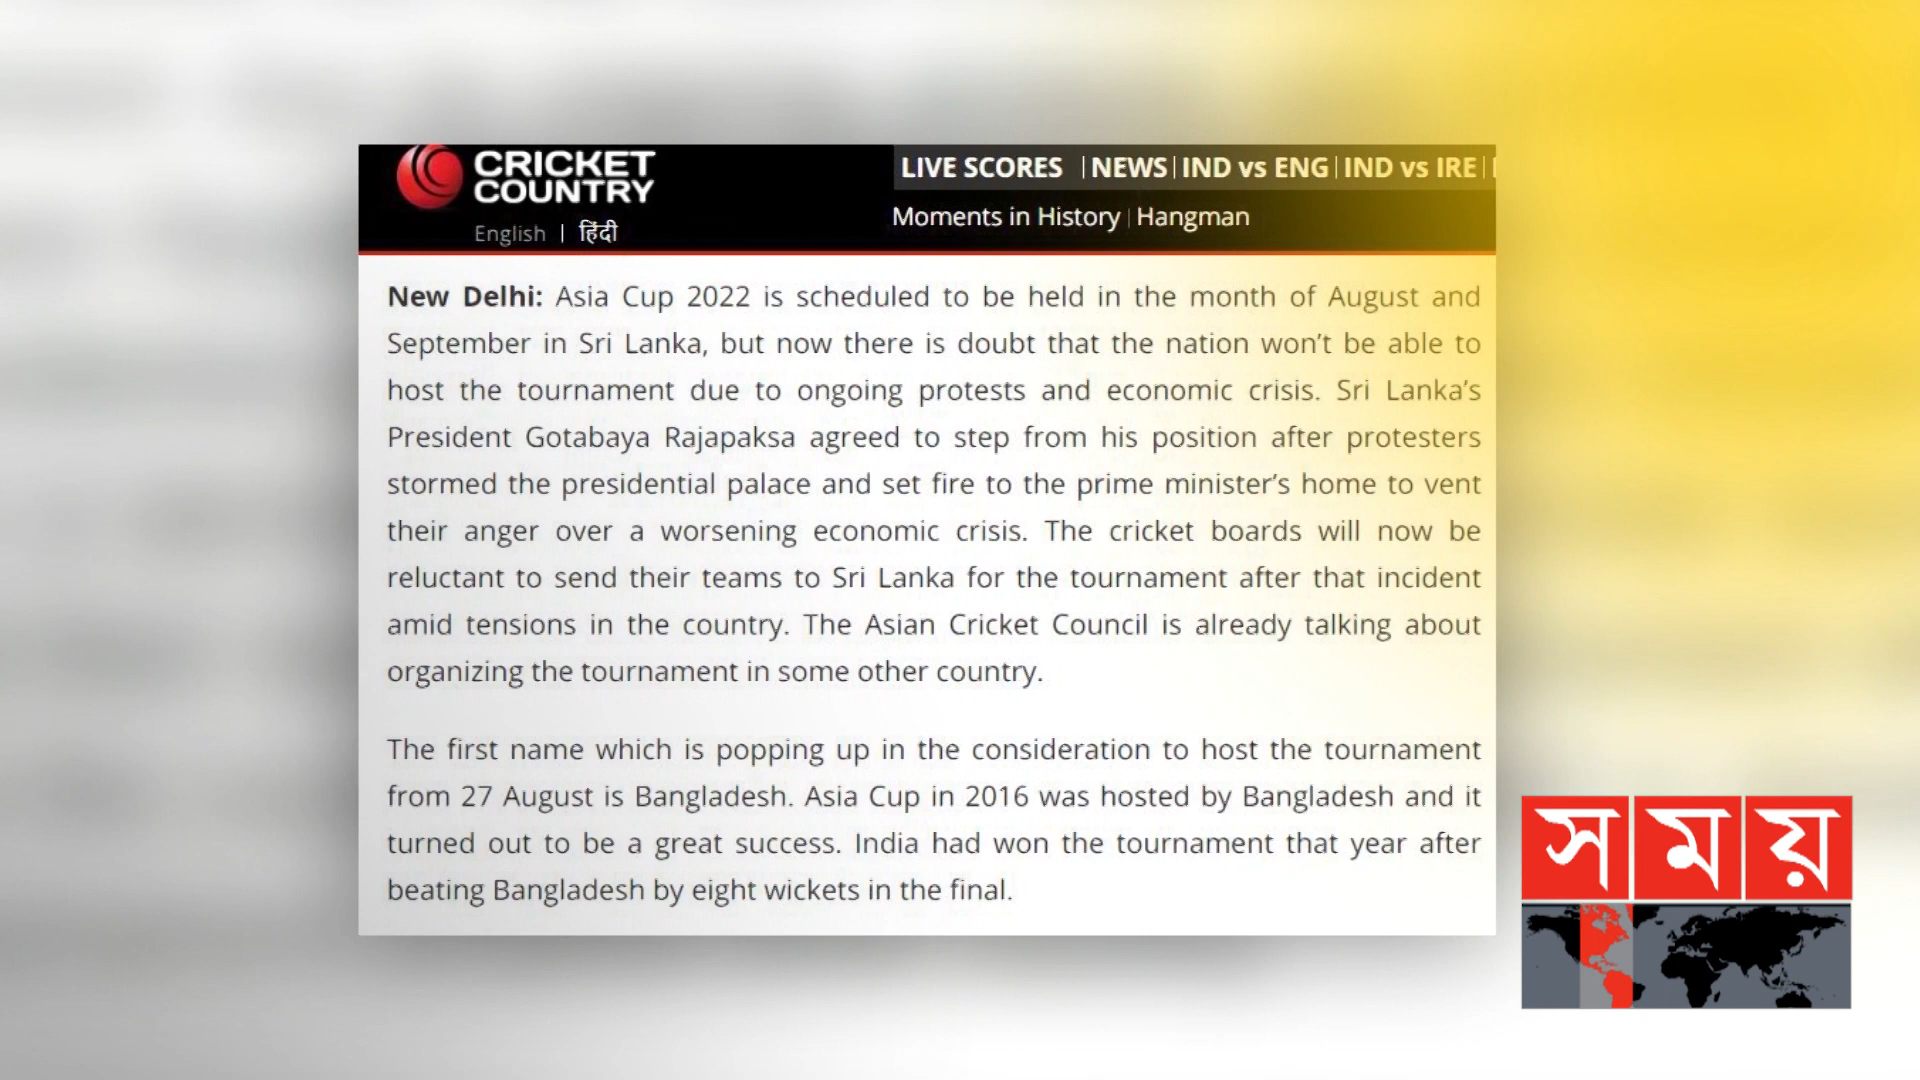 CRICKET
COUNTRY
English | हिंदी
LIVE SCORES | NEWS | IND vs ENG | IND vs IRE |
Moments in History | Hangman
New Delhi: Asia Cup 2022 is scheduled to be held in the month of August and
September in Sri Lanka, but now there is doubt that the nation won't be able to
host the tournament due to ongoing protests and economic crisis. Sri Lanka's
President Gotabaya Rajapaksa agreed to step from his position after protesters
stormed the presidential palace and set fire to the prime minister's home to vent
their anger over a worsening economic crisis. The cricket boards will now be
reluctant to send their teams to Sri Lanka for the tournament after that incident
amid tensions in the country. The Asian Cricket Council is already talking about
organizing the tournament in some other country.
The first name which is popping up in the consideration to host the tournament
from 27 August is Bangladesh. Asia Cup in 2016 was hosted by Bangladesh and it
turned out to be a great success. India had won the tournament that year after
beating Bangladesh by eight wickets in the final.
সময়